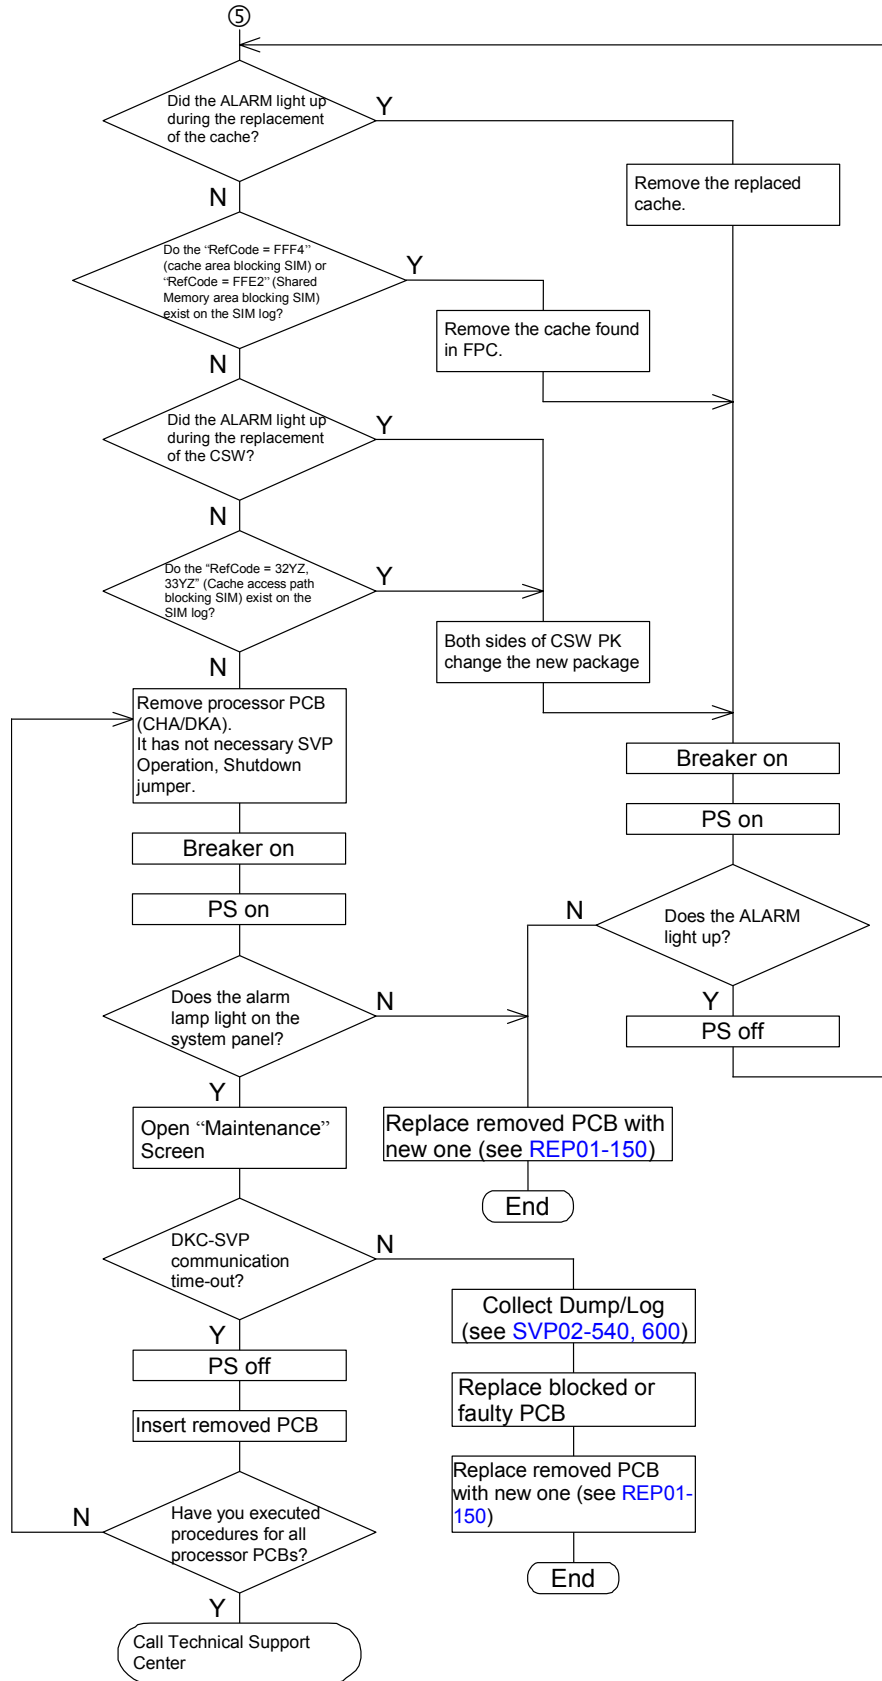 ⑤
Did the ALARM light up
during the replacement
of the cache?
Y
Remove the replaced
cache.
N
Do the “RefCode = FFF4”
(cache area blocking SIM) or
“RefCode = FFE2” (Shared
Memory area blocking SIM)
exist on the SIM log?
Y
Remove the cache found
in FPC.
N
Did the ALARM light up
during the replacement
of the CSW?
Y
N
Do the “RefCode = 32YZ,
33YZ” (Cache access path
blocking SIM) exist on the
SIM log?
Y
Both sides of CSW PK
change the new package
N
Remove processor PCB
(CHA/DKA).
It has not necessary SVP
Operation, Shutdown
jumper.
Breaker on
PS on
Breaker on
PS on
Does the ALARM
light up?
N
Y
PS off
Does the alarm
lamp light on the
system panel?
N
Y
Replace removed PCB with
new one (see REP01-150)
End
Open “Maintenance”
Screen
DKC-SVP
communication
time-out?
N
Collect Dump/Log
(see SVP02-540, 600)
Replace blocked or
faulty PCB
Replace removed PCB
with new one (see REP01-
150)
End
Y
PS off
Insert removed PCB
Have you executed
procedures for all
processor PCBs?
N
Y
Call Technical Support
Center